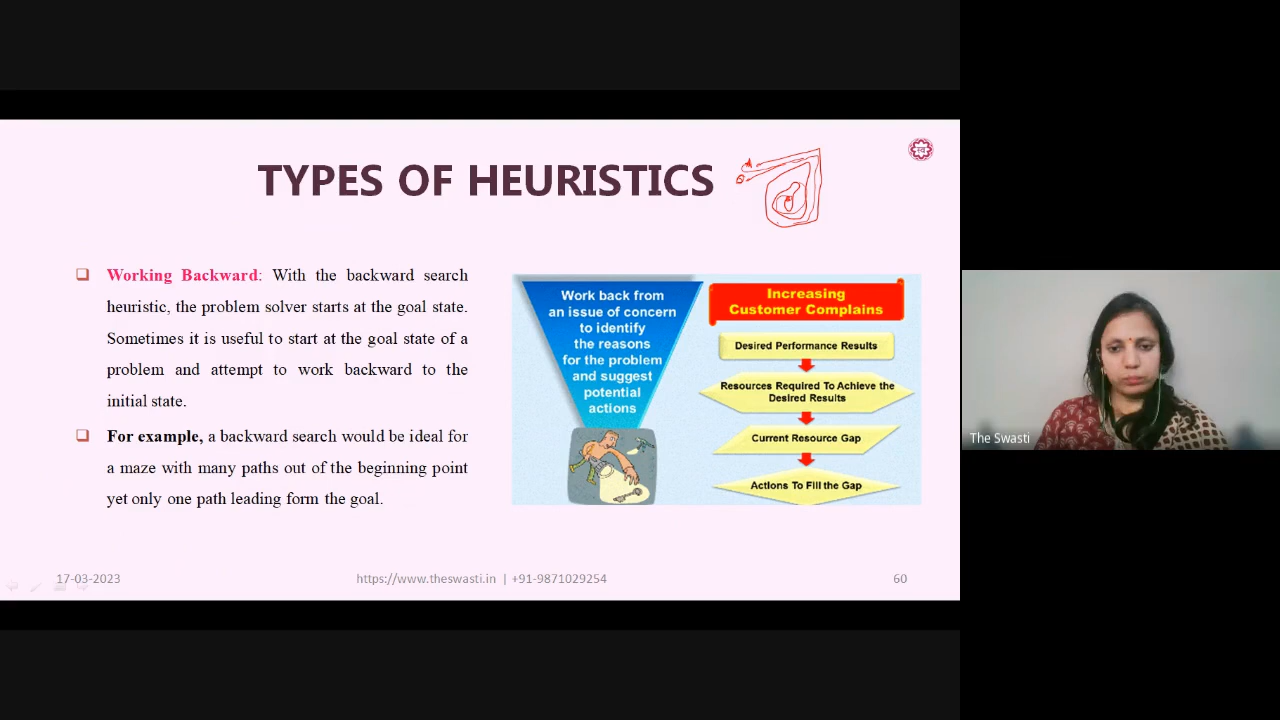 TYPES OF HEURISTICS
Working Backward: With the backward search
heuristic, the problem solver starts at the goal state.
Sometimes it is useful to start at the goal state of a
problem and attempt to work backward to the
initial state.
For example, a backward search would be ideal for
a maze with many paths out of the beginning point
yet only one path leading form the goal.
Work back from
an issue of concern
to identify
the reasons
for the problem
and suggest
potential
actions
Increasing
Customer Complains
Desired Performance Results
Resources Required To Achieve the
Desired Results
Current Resource Gap
Actions To Fill the Gap
The Swasti
17-03-2023
https://www.theswasti.in | +91-9871029254
60